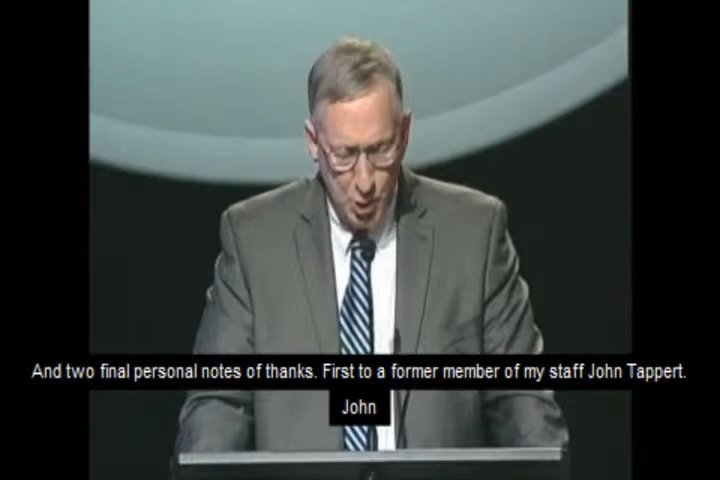 And two final personal notes of thanks. First to a former member of my staff John Tappert.
John